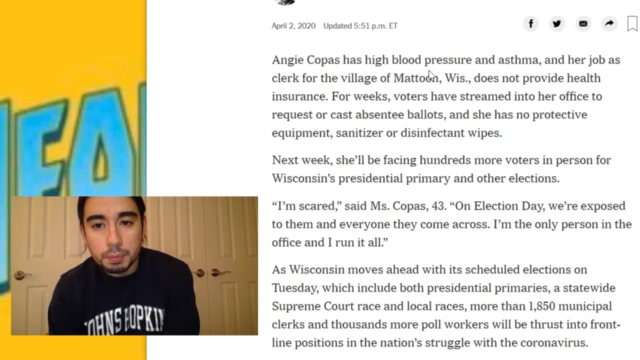 April 2, 2020 Updated 5:51 p.m. ET
Angie Copas has high blood pressure and asthma, and her job as
clerk for the village of Mattoon, Wis., does not provide health
insurance. For weeks, voters have streamed into her office to
request or cast absentee ballots, and she has no protective
equipment, sanitizer or disinfectant wipes.
Next week, she’ll be facing hundreds more voters in person for
Wisconsin’s presidential primary and other elections.
“I’m scared,” said Ms. Copas, 43. “On Election Day, we’re exposed
to them and everyone they come across. I’m the only person in the
office and I run it all.”
As Wisconsin moves ahead with its scheduled elections on
Tuesday, which include both presidential primaries, a statewide
Supreme Court race and local races, more than 1,850 municipal
clerks and thousands more poll workers will be thrust into front-
line positions in the nation’s struggle with the coronavirus.
JOHNS HOPKIN